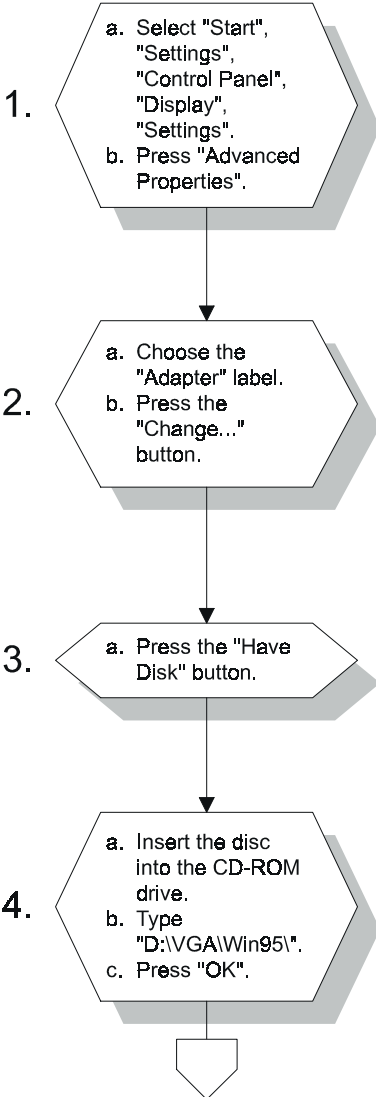 1.
a. Select "Start",
"Settings",
"Control Panel",
"Display",
"Settings".
b. Press "Advanced
Properties".
2.
a. Choose the
"Adapter" label.
b. Press the
"Change..."
button.
3.
a. Press the "Have
Disk" button.
4.
a. Insert the disc
into the CD-ROM
drive.
b. Type
"D:\VGA\Win95\".
c. Press "OK".